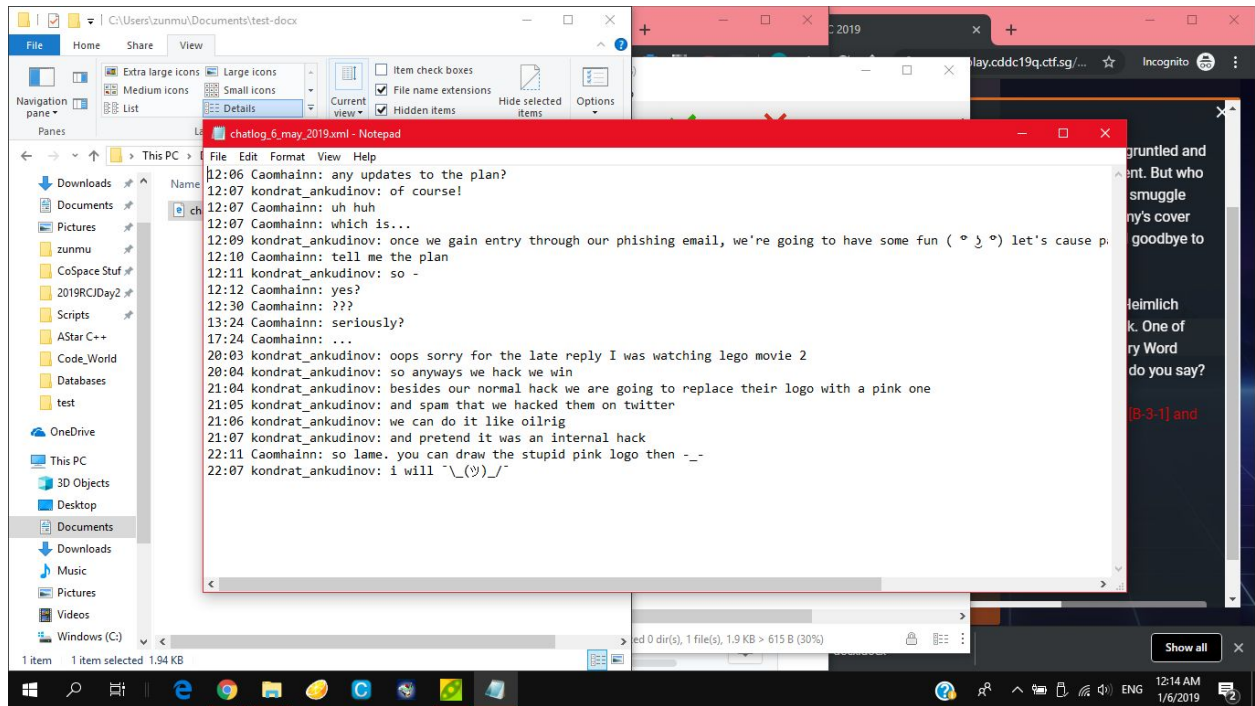 C:\Users\zunmu\Documents\test-docx
File Home Share View
Extra large icons Large icons
Medium icons Small icons
List Details
Navigation pane
Panes
Current view
Item check boxes
File name extensions
Hidden items
Hide selected items
Options
This PC
Name
Downloads
Documents
Pictures
zunmu
CoSpace Stuf
2019RCJDay2
Scripts
AStar C++
Code_World
Databases
test
OneDrive
This PC
3D Objects
Desktop
Documents
Downloads
Music
Pictures
Videos
Windows (C:)
1 item 1 item selected 1.94 KB
chatlog_6_may_2019.xml - Notepad
File Edit Format View Help
12:06 Caomhainn: any updates to the plan?
12:07 kondrat_ankudinov: of course!
12:07 Caomhainn: uh huh
12:07 Caomhainn: which is...
12:09 kondrat_ankudinov: once we gain entry through our phishing email, we're going to have some fun ( ͡° ͜ʖ ͡°) let's cause
12:10 Caomhainn: tell me the plan
12:11 kondrat_ankudinov: so -
12:12 Caomhainn: yes?
12:30 Caomhainn: ???
13:24 Caomhainn: seriously?
17:24 Caomhainn: ...
20:03 kondrat_ankudinov: oops sorry for the late reply I was watching lego movie 2
20:04 kondrat_ankudinov: so anyways we hack we win
21:04 kondrat_ankudinov: besides our normal hack we are going to replace their logo with a pink one
21:05 kondrat_ankudinov: and spam that we hacked them on twitter
21:06 kondrat_ankudinov: we can do it like oilrig
21:07 kondrat_ankudinov: and pretend it was an internal hack
22:11 Caomhainn: so lame. you can draw the stupid pink logo then -_-
22:07 kondrat_ankudinov: i will ¯\_(ツ)_/¯
2019
lay.cddc19q.ctf.sg/... Incognito
gruntled and
ent. But who
smuggle
ny's cover
goodbye to
Heimlich
k. One of
ry Word
do you say?
[B-3-1] and
ted 0 dir(s), 1 file(s), 1.9 KB > 615 B (30%)
Show all
ENG
12:14 AM
1/6/2019